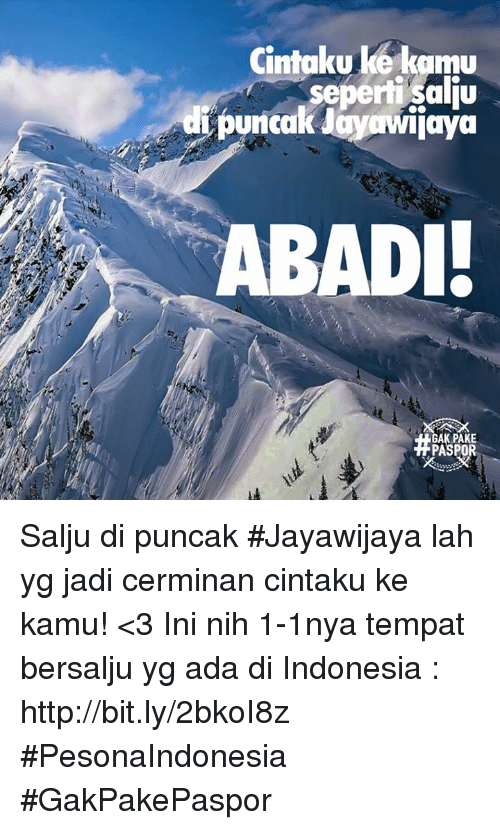 Cintaku ke kamu
seperti salju
di puncak Jayawijaya
ABADI!
#GAK PAKE
PASPOR
Salju di puncak #Jayawijaya lah
yg jadi cerminan cintaku ke
kamu! <3 Ini nih 1-1nya tempat
bersalju yg ada di Indonesia :
http://bit.ly/2bkoI8z
#PesonaIndonesia
#GakPakePaspor